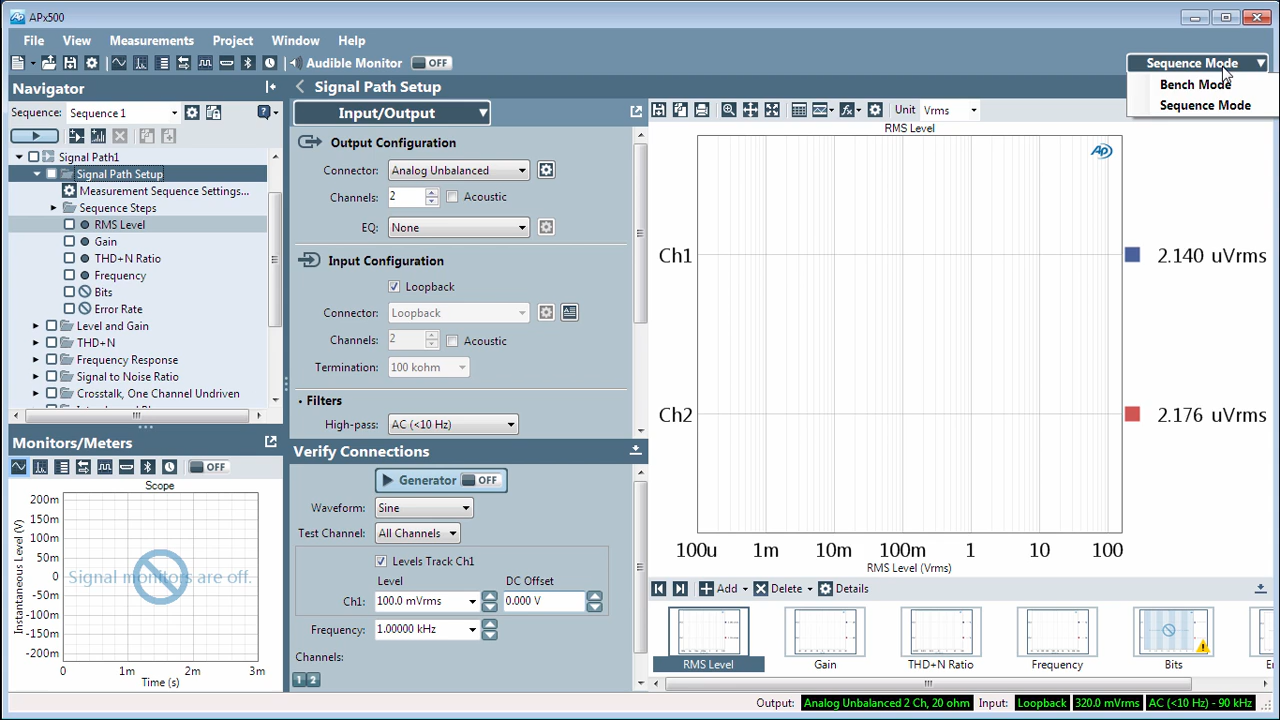 APx500
File View Measurements Project Window Help
Audible Monitor OFF
Sequence Mode
Bench Mode
Sequence Mode
Navigator
Sequence: Sequence 1
Signal Path1
Signal Path Setup
Measurement Sequence Settings...
Sequence Steps
RMS Level
Gain
THD+N Ratio
Frequency
Bits
Error Rate
Level and Gain
THD+N
Frequency Response
Signal to Noise Ratio
Crosstalk, One Channel Undriven
Monitors/Meters
OFF
Scope
Instantaneous Level (V)
200m
150m
100m
50m
0
-50m
-100m
-150m
-200m
Signal monitors are off.
0 1m 2m 3m
Time (s)
Signal Path Setup
Input/Output
Output Configuration
Connector: Analog Unbalanced
Channels: 2 Acoustic
EQ: None
Input Configuration
Loopback
Connector: Loopback
Channels: 2 Acoustic
Termination: 100 kohm
Filters
High-pass: AC (<10 Hz)
Verify Connections
Generator OFF
Waveform: Sine
Test Channel: All Channels
Levels Track Ch1
Level DC Offset
Ch1: 100.0 mVrms 0.000 V
Frequency: 1.00000 kHz
Channels:
1 2
Unit Vrms
RMS Level
AP
Ch1 2.140 uVrms
Ch2 2.176 uVrms
100u 1m 10m 100m 1 10 100
RMS Level (Vrms)
Add Delete Details
RMS Level Gain THD+N Ratio Frequency Bits
Output: Analog Unbalanced 2 Ch, 20 ohm Input: Loopback 320.0 mVrms AC (<10 Hz) - 90 kHz